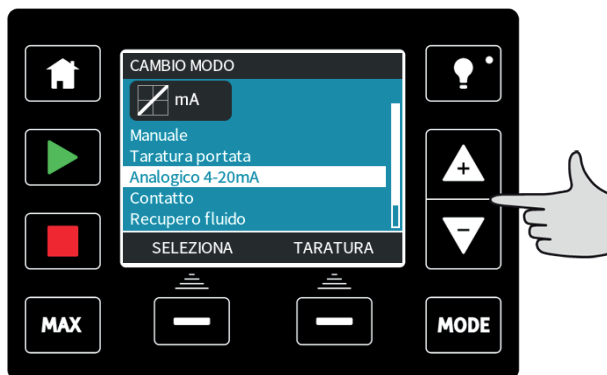 CAMBIO MODO
mA
Manuale
Taratura portata
Analogico 4-20mA
Contatto
Recupero fluido
SELEZIONA TARATURA
+
-
MAX
MODE